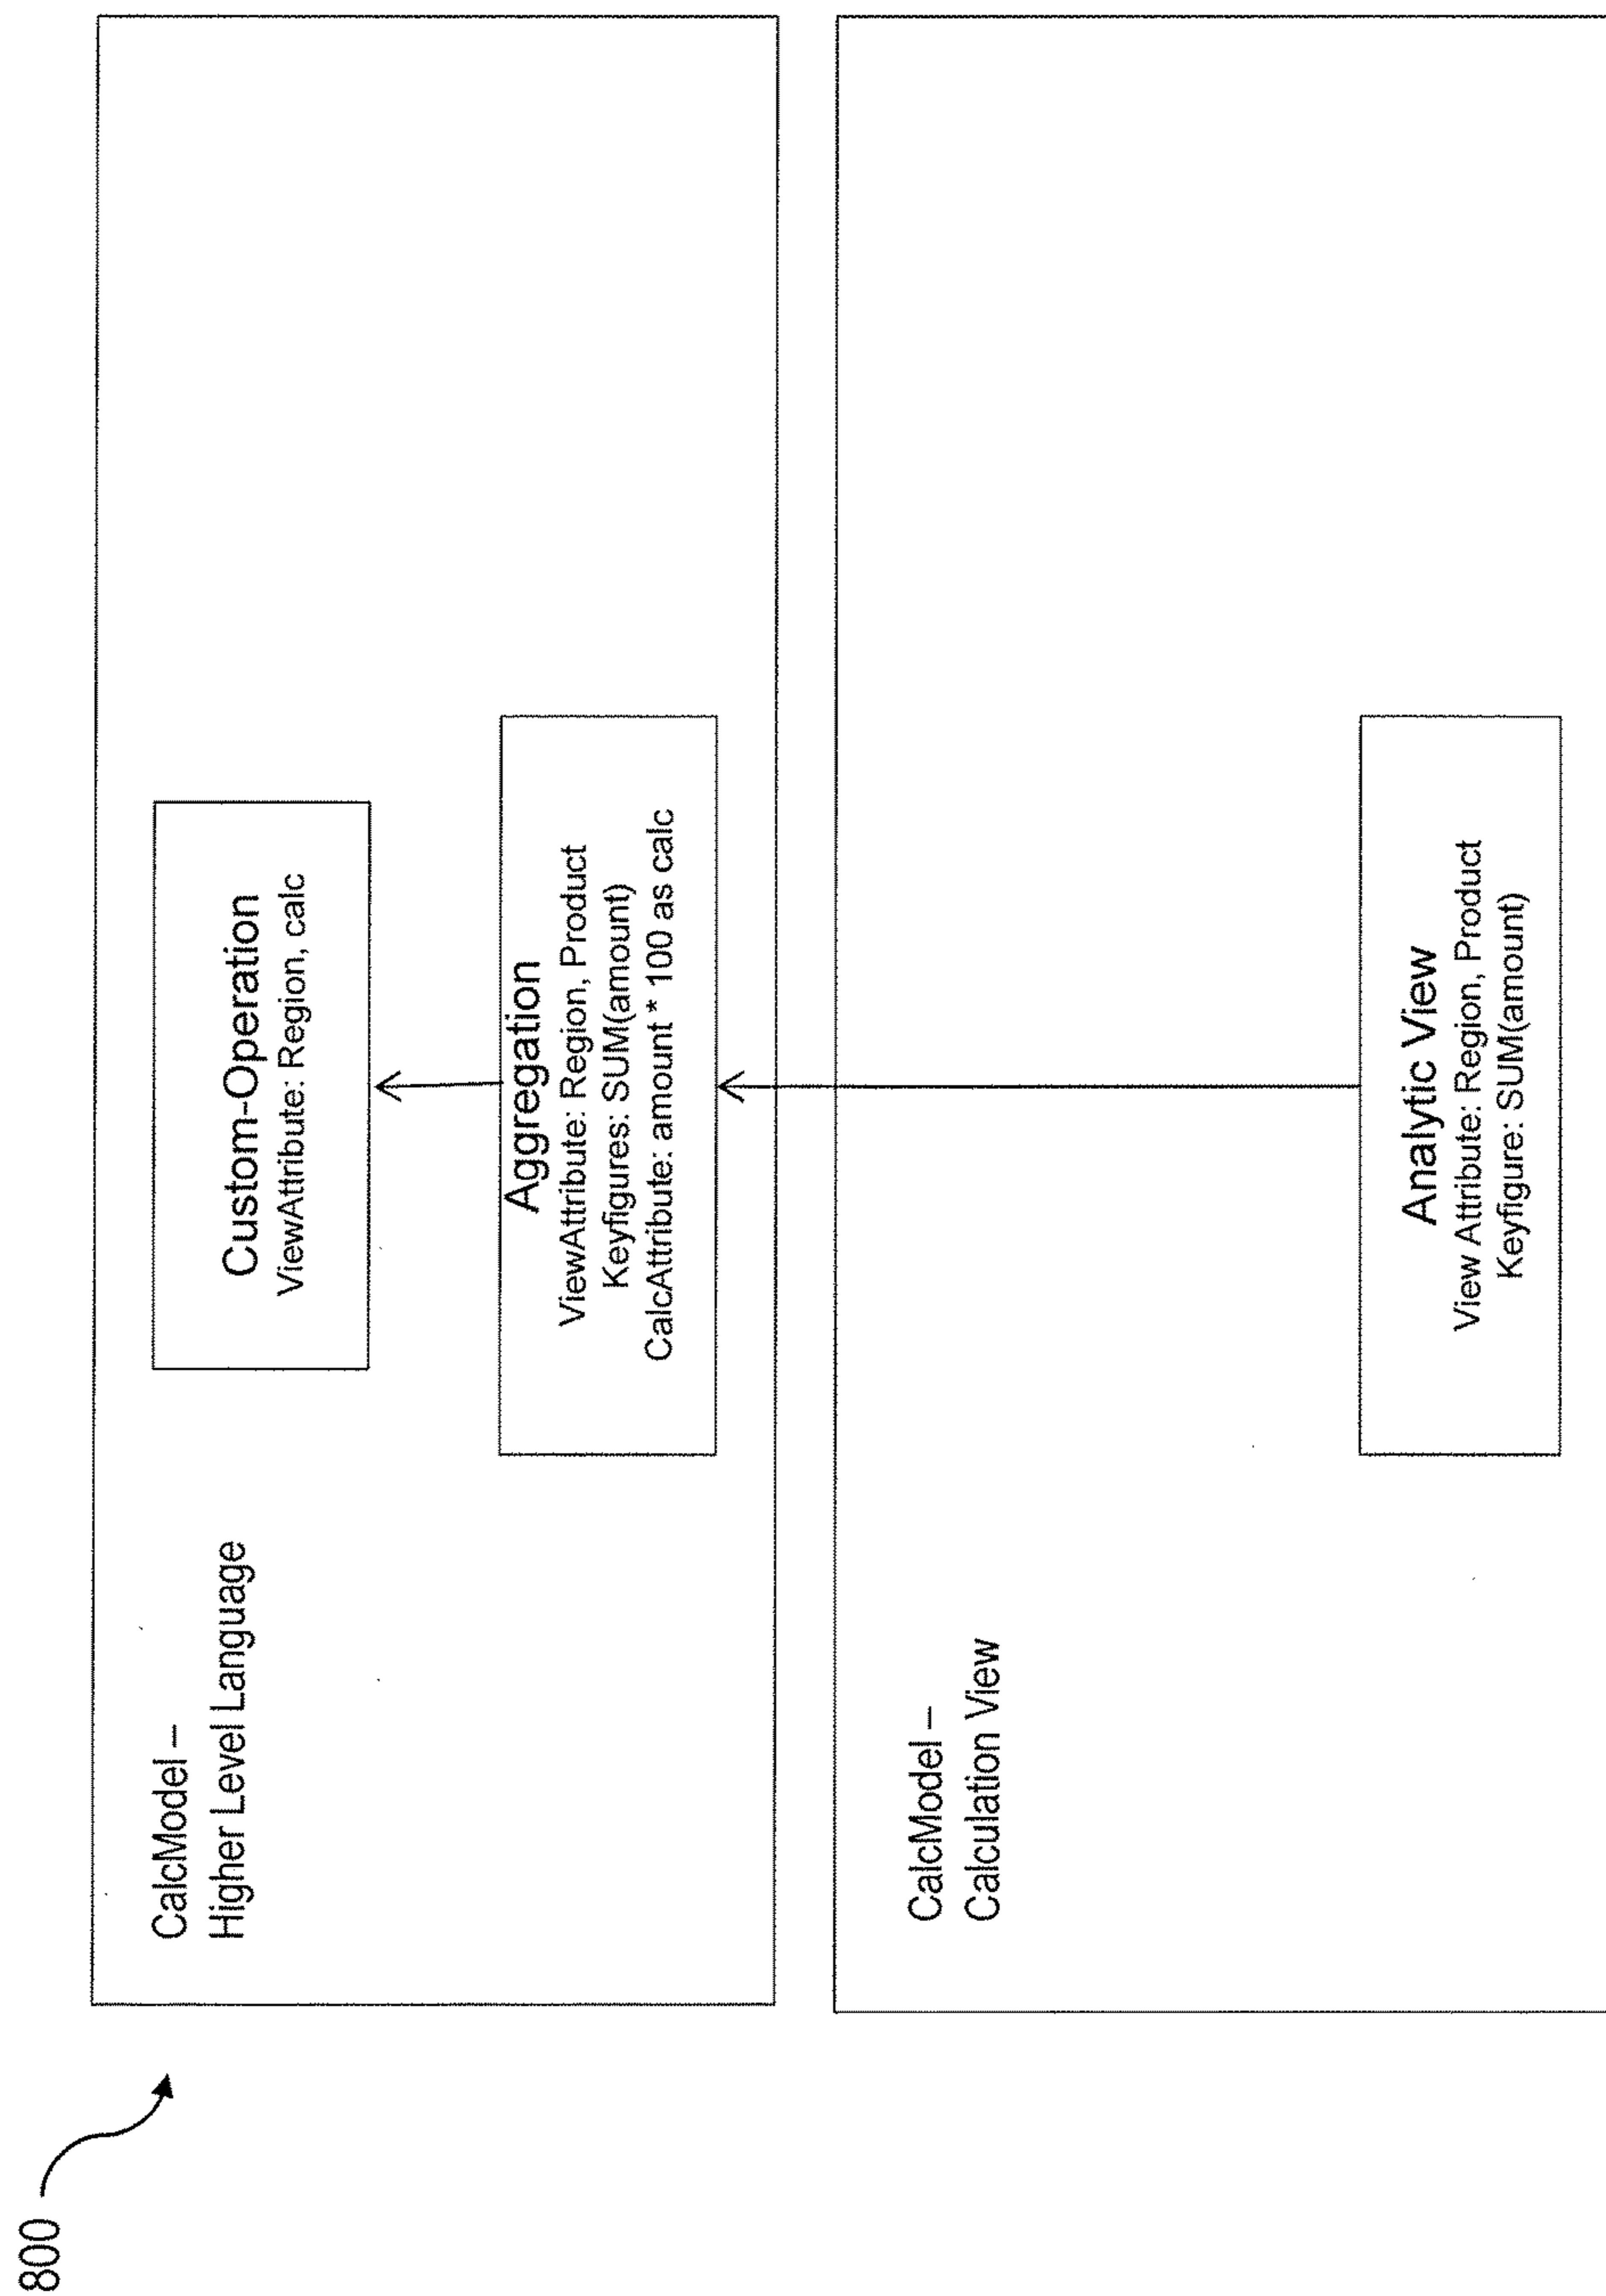 800
CalcModel –
Higher Level Language
Custom-Operation
ViewAttribute: Region, calc
Aggregation
ViewAttribute: Region, Product
Keyfigures: SUM(amount)
CalcAttribute: amount * 100 as calc
CalcModel –
Calculation View
Analytic View
View Attribute: Region, Product
Keyfigure: SUM(amount)